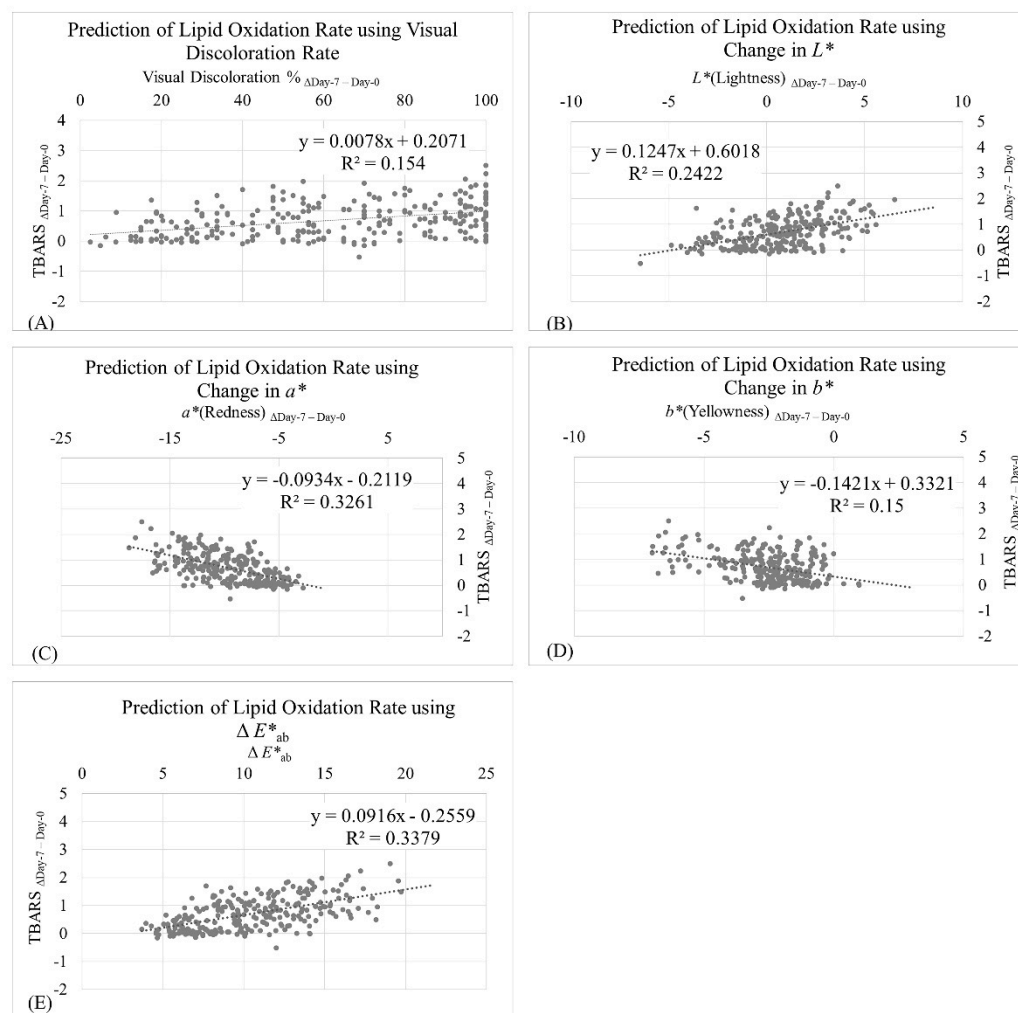 Prediction of Lipid Oxidation Rate using Visual
Discoloration Rate
Visual Discoloration % ΔDay-7 – Day-0
0 20 40 60 80 100
4
3
2
1
0
-1
-2
TBARS ΔDay-7 – Day-0
y = 0.0078x + 0.2071
R² = 0.154
(A)
Prediction of Lipid Oxidation Rate using
Change in L*
L*(Lightness) ΔDay-7 – Day-0
-10 -5 0 5 10
y = 0.1247x + 0.6018
R² = 0.2422
5
4
3
2
1
0
-1
-2
TBARS ΔDay-7 – Day-0
(B)
Prediction of Lipid Oxidation Rate using
Change in a*
a*(Redness) ΔDay-7 – Day-0
-25 -15 -5 5
y = -0.0934x - 0.2119
R² = 0.3261
5
4
3
2
1
0
-1
-2
TBARS ΔDay-7 – Day-0
(C)
Prediction of Lipid Oxidation Rate using
Change in b*
b*(Yellowness) ΔDay-7 – Day-0
-10 -5 0 5
y = -0.1421x + 0.3321
R² = 0.15
5
4
3
2
1
0
-1
-2
TBARS ΔDay-7 – Day-0
(D)
Prediction of Lipid Oxidation Rate using
Δ E*ab
Δ E*ab
0 5 10 15 20 25
5
4
3
2
1
0
-1
-2
TBARS ΔDay-7 – Day-0
y = 0.0916x - 0.2559
R² = 0.3379
(E)